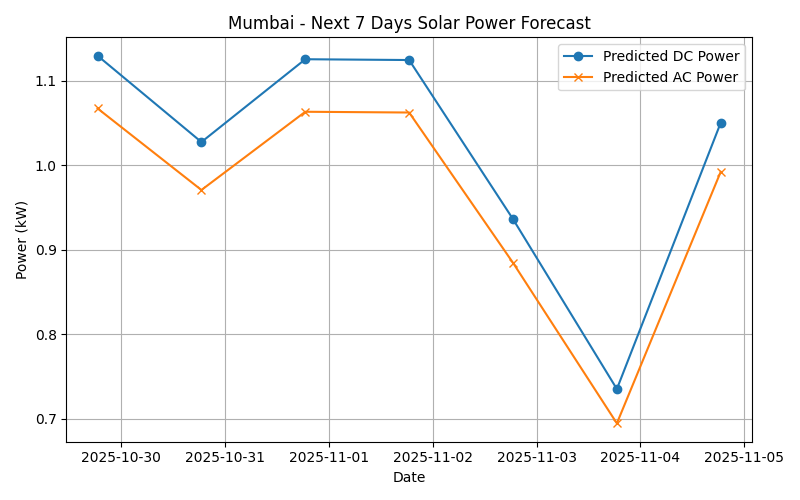 Mumbai - Next 7 Days Solar Power Forecast
Predicted DC Power
Predicted AC Power
Power (kW)
1.1
1.0
0.9
0.8
0.7
2025-10-30
2025-10-31
2025-11-01
2025-11-02
2025-11-03
2025-11-04
2025-11-05
Date